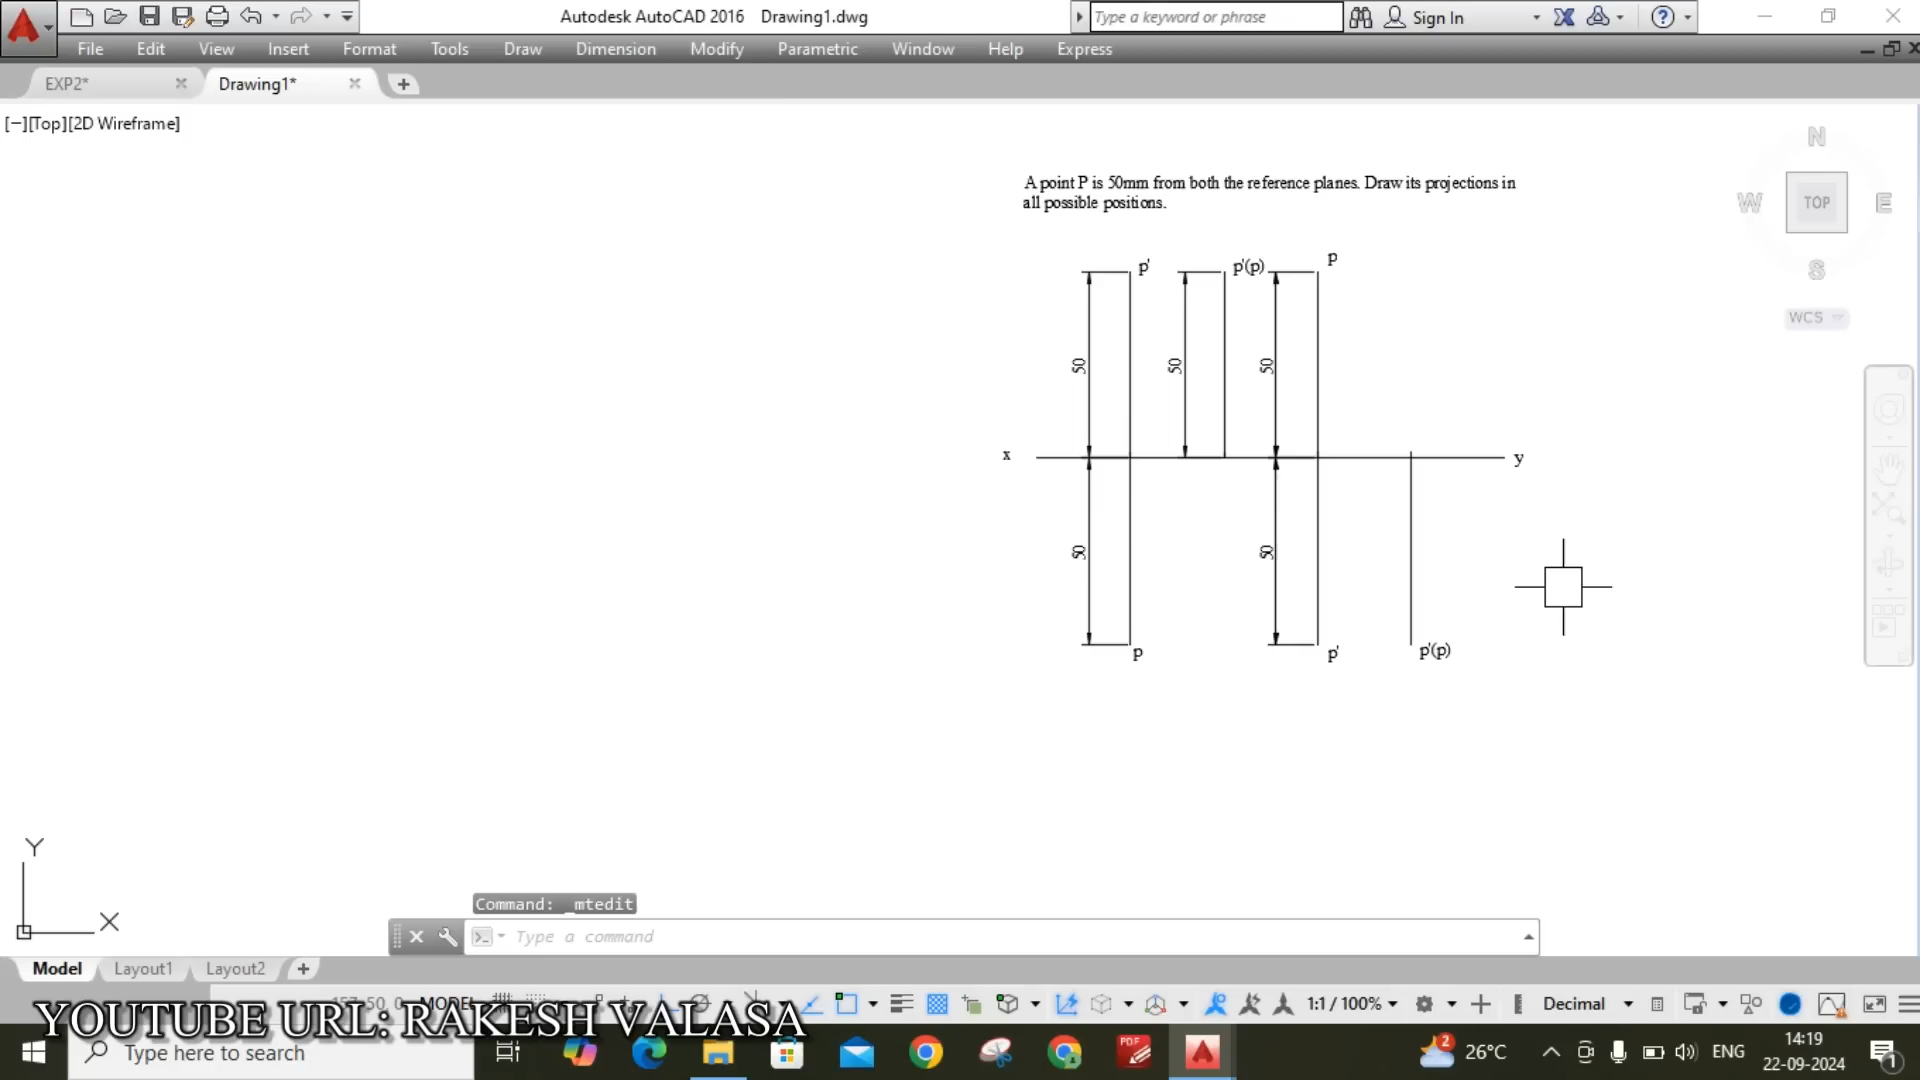 Autodesk AutoCAD 2016 Drawing1.dwg
Type a keyword or phrase
Sign In
File Edit View Insert Format Tools Draw Dimension Modify Parametric Window Help Express
EXP2*
Drawing1*
[−][Top][2D Wireframe]
N
W TOP E
S
WCS
A point P is 50mm from both the reference planes. Draw its projections in
all possible positions.
p' p'(p) p
50 50 50
x y
50 50
p p' p'(p)
Y
X
Command: _mtedit
Type a command
Model Layout1 Layout2
1:1 / 100% Decimal
YOUTUBE URL: RAKESH VALASA
Type here to search
PDF
2
26°C
ENG
14:19
22-09-2024
1